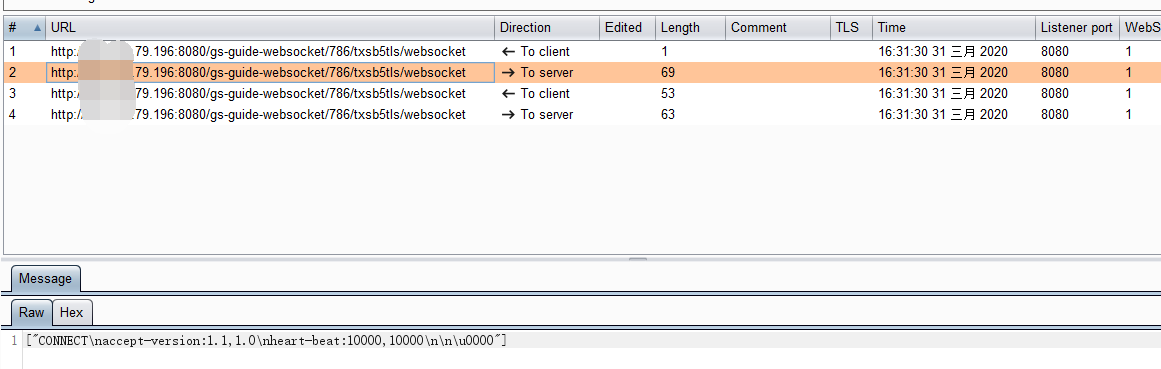 # URL Direction Edited Length Comment TLS Time Listener port WebS
1 http:/ 79.196:8080/gs-guide-websocket/786/txsb5tls/websocket ← To client 1 16:31:30 31 三月 2020 8080 1
2 http:/ 79.196:8080/gs-guide-websocket/786/txsb5tls/websocket → To server 69 16:31:30 31 三月 2020 8080 1
3 http:/ 79.196:8080/gs-guide-websocket/786/txsb5tls/websocket ← To client 53 16:31:30 31 三月 2020 8080 1
4 http:/ 79.196:8080/gs-guide-websocket/786/txsb5tls/websocket → To server 63 16:31:30 31 三月 2020 8080 1
Message
Raw Hex
1 ["CONNECT\naccept-version:1.1,1.0\nheart-beat:10000,10000\n\n\u0000"]